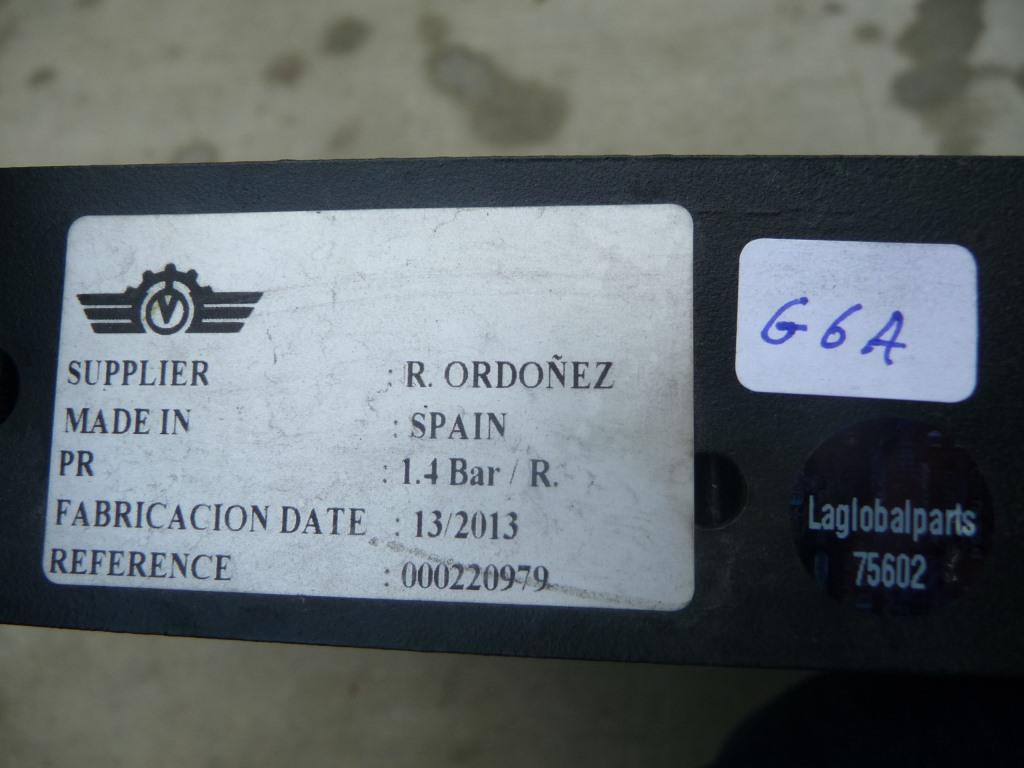 V
SUPPLIER : R. ORDOÑEZ
MADE IN : SPAIN
PR : 1.4 Bar / R.
FABRICACION DATE : 13/2013
REFERENCE : 000220979
G6A
Laglobalparts
75602